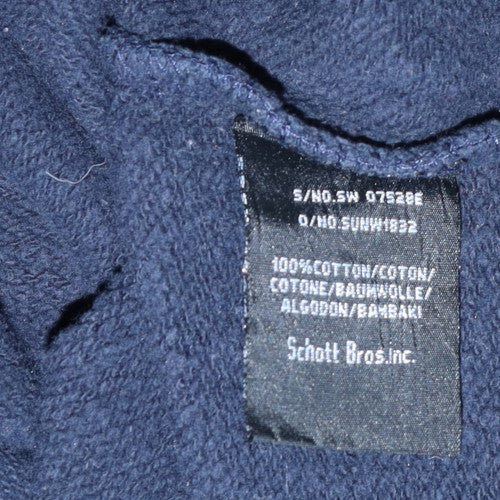 S/NO.SW 07528E
O/NO.SUNW1832
100%COTTON/COTON/
COTONE/BAUMWOLLE/
ALGODON/BAMBAKI
Schott Bros.Inc.